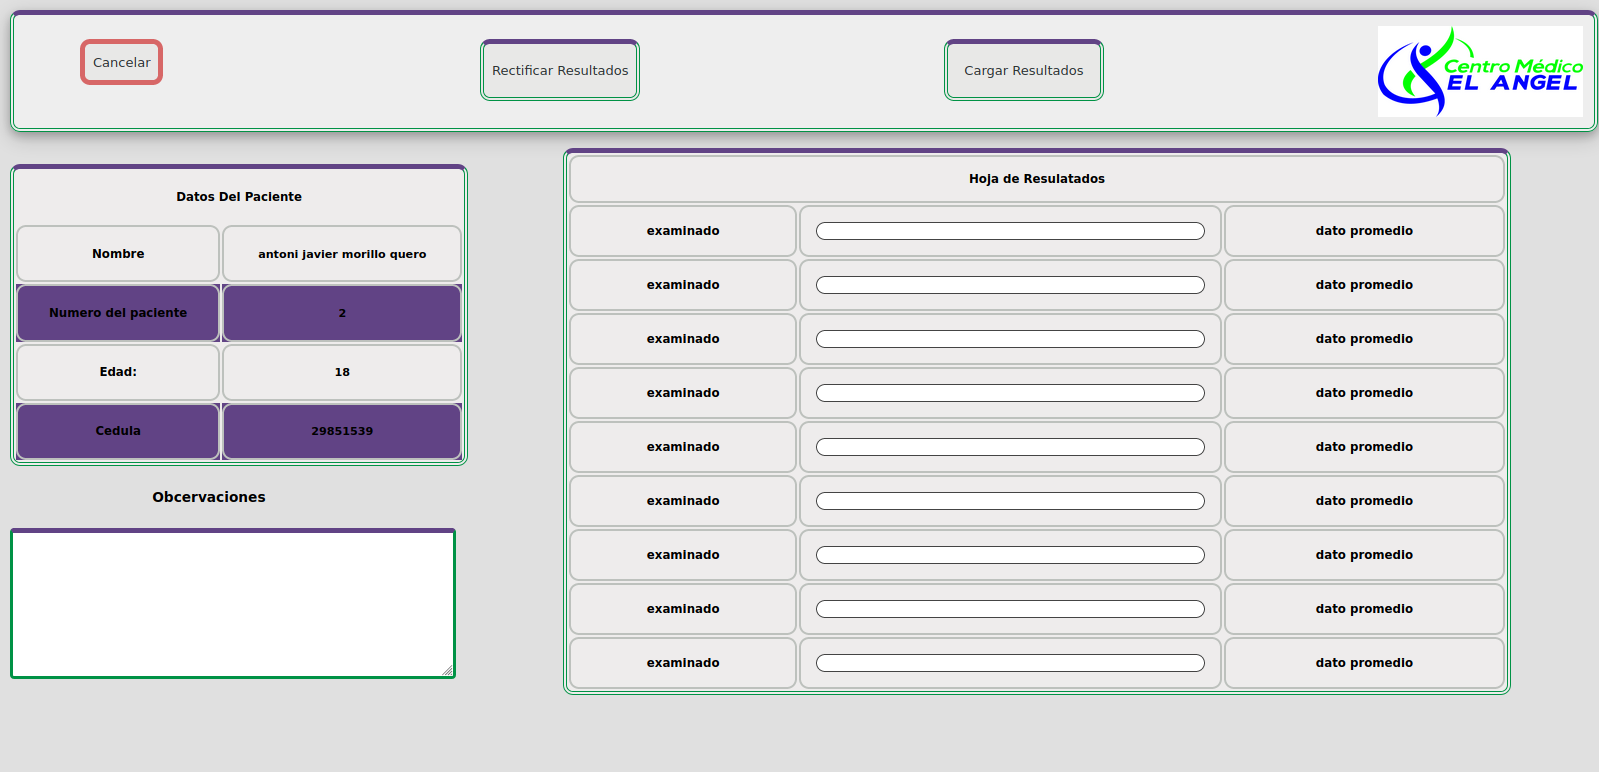 Cancelar
Rectificar Resultados
Cargar Resultados
Centro Médico
EL ANGEL
Datos Del Paciente
Nombre antoni javier morillo quero
Numero del paciente 2
Edad: 18
Cedula 29851539
Obcervaciones
Hoja de Resulatados
examinado dato promedio
examinado dato promedio
examinado dato promedio
examinado dato promedio
examinado dato promedio
examinado dato promedio
examinado dato promedio
examinado dato promedio
examinado dato promedio